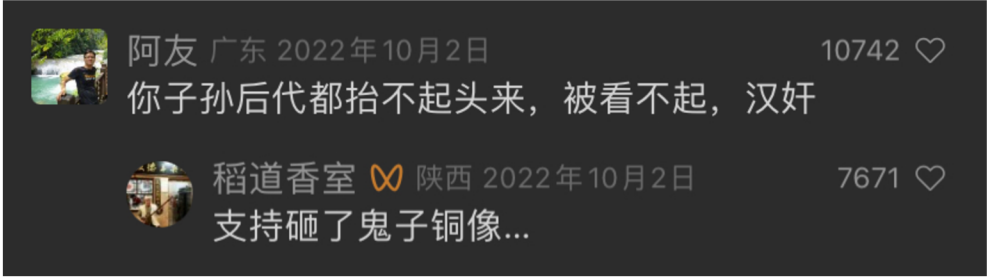 阿友 广东 2022年10月2日 10742
你子孙后代都抬不起头来，被看不起，汉奸
稻道香室 陕西 2022年10月2日 7671
支持砸了鬼子铜像...